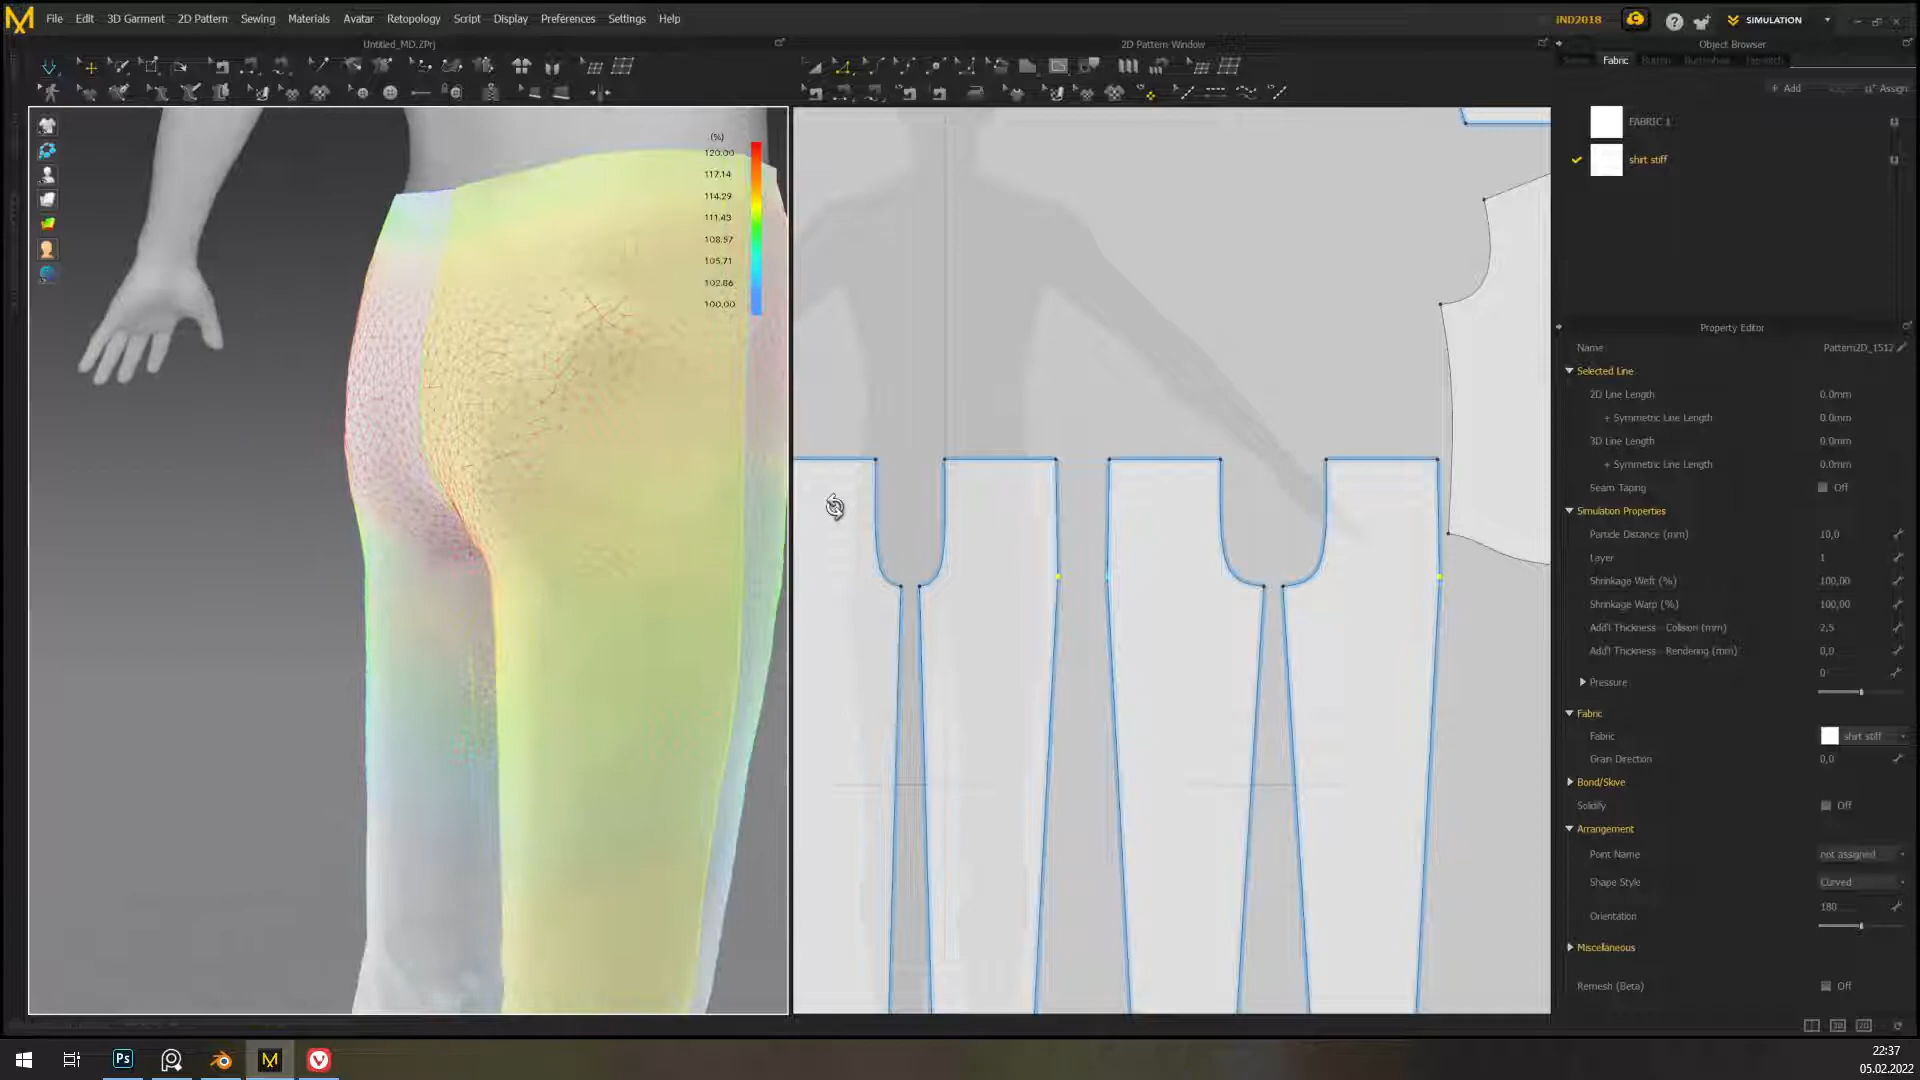 File Edit 3D Garment 2D Pattern Sewing Materials Avatar Retopology Script Display Preferences Settings Help
iND2018 SIMULATION
Untitled_MD.ZPrj 2D Pattern Window Object Browser
Fabric Button
+ Add Assign
FABRIC 1
shirt stiff
(%)
120.00
117.14
114.29
111.43
108.57
105.71
102.86
100.00
Property Editor
Name Pattern2D_1512
Selected Line
2D Line Length 0.0mm
+ Symmetric Line Length 0.0mm
3D Line Length 0.0mm
+ Symmetric Line Length 0.0mm
Seam Taping Off
Simulation Properties
Particle Distance (mm) 10,0
Layer 1
Shrinkage Weft (%) 100,00
Shrinkage Warp (%) 100,00
Add'l Thickness - Collision (mm) 2,5
Add'l Thickness - Rendering (mm) 0,0
0
Pressure
Fabric
Fabric shirt stiff
Grain Direction 0,0
Bond/Skive
Solidify Off
Arrangement
Point Name not assigned
Shape Style Curved
180
Orientation
Miscellaneous
Remesh (Beta) Off
3D 2D
Ps
22:37
05.02.2022